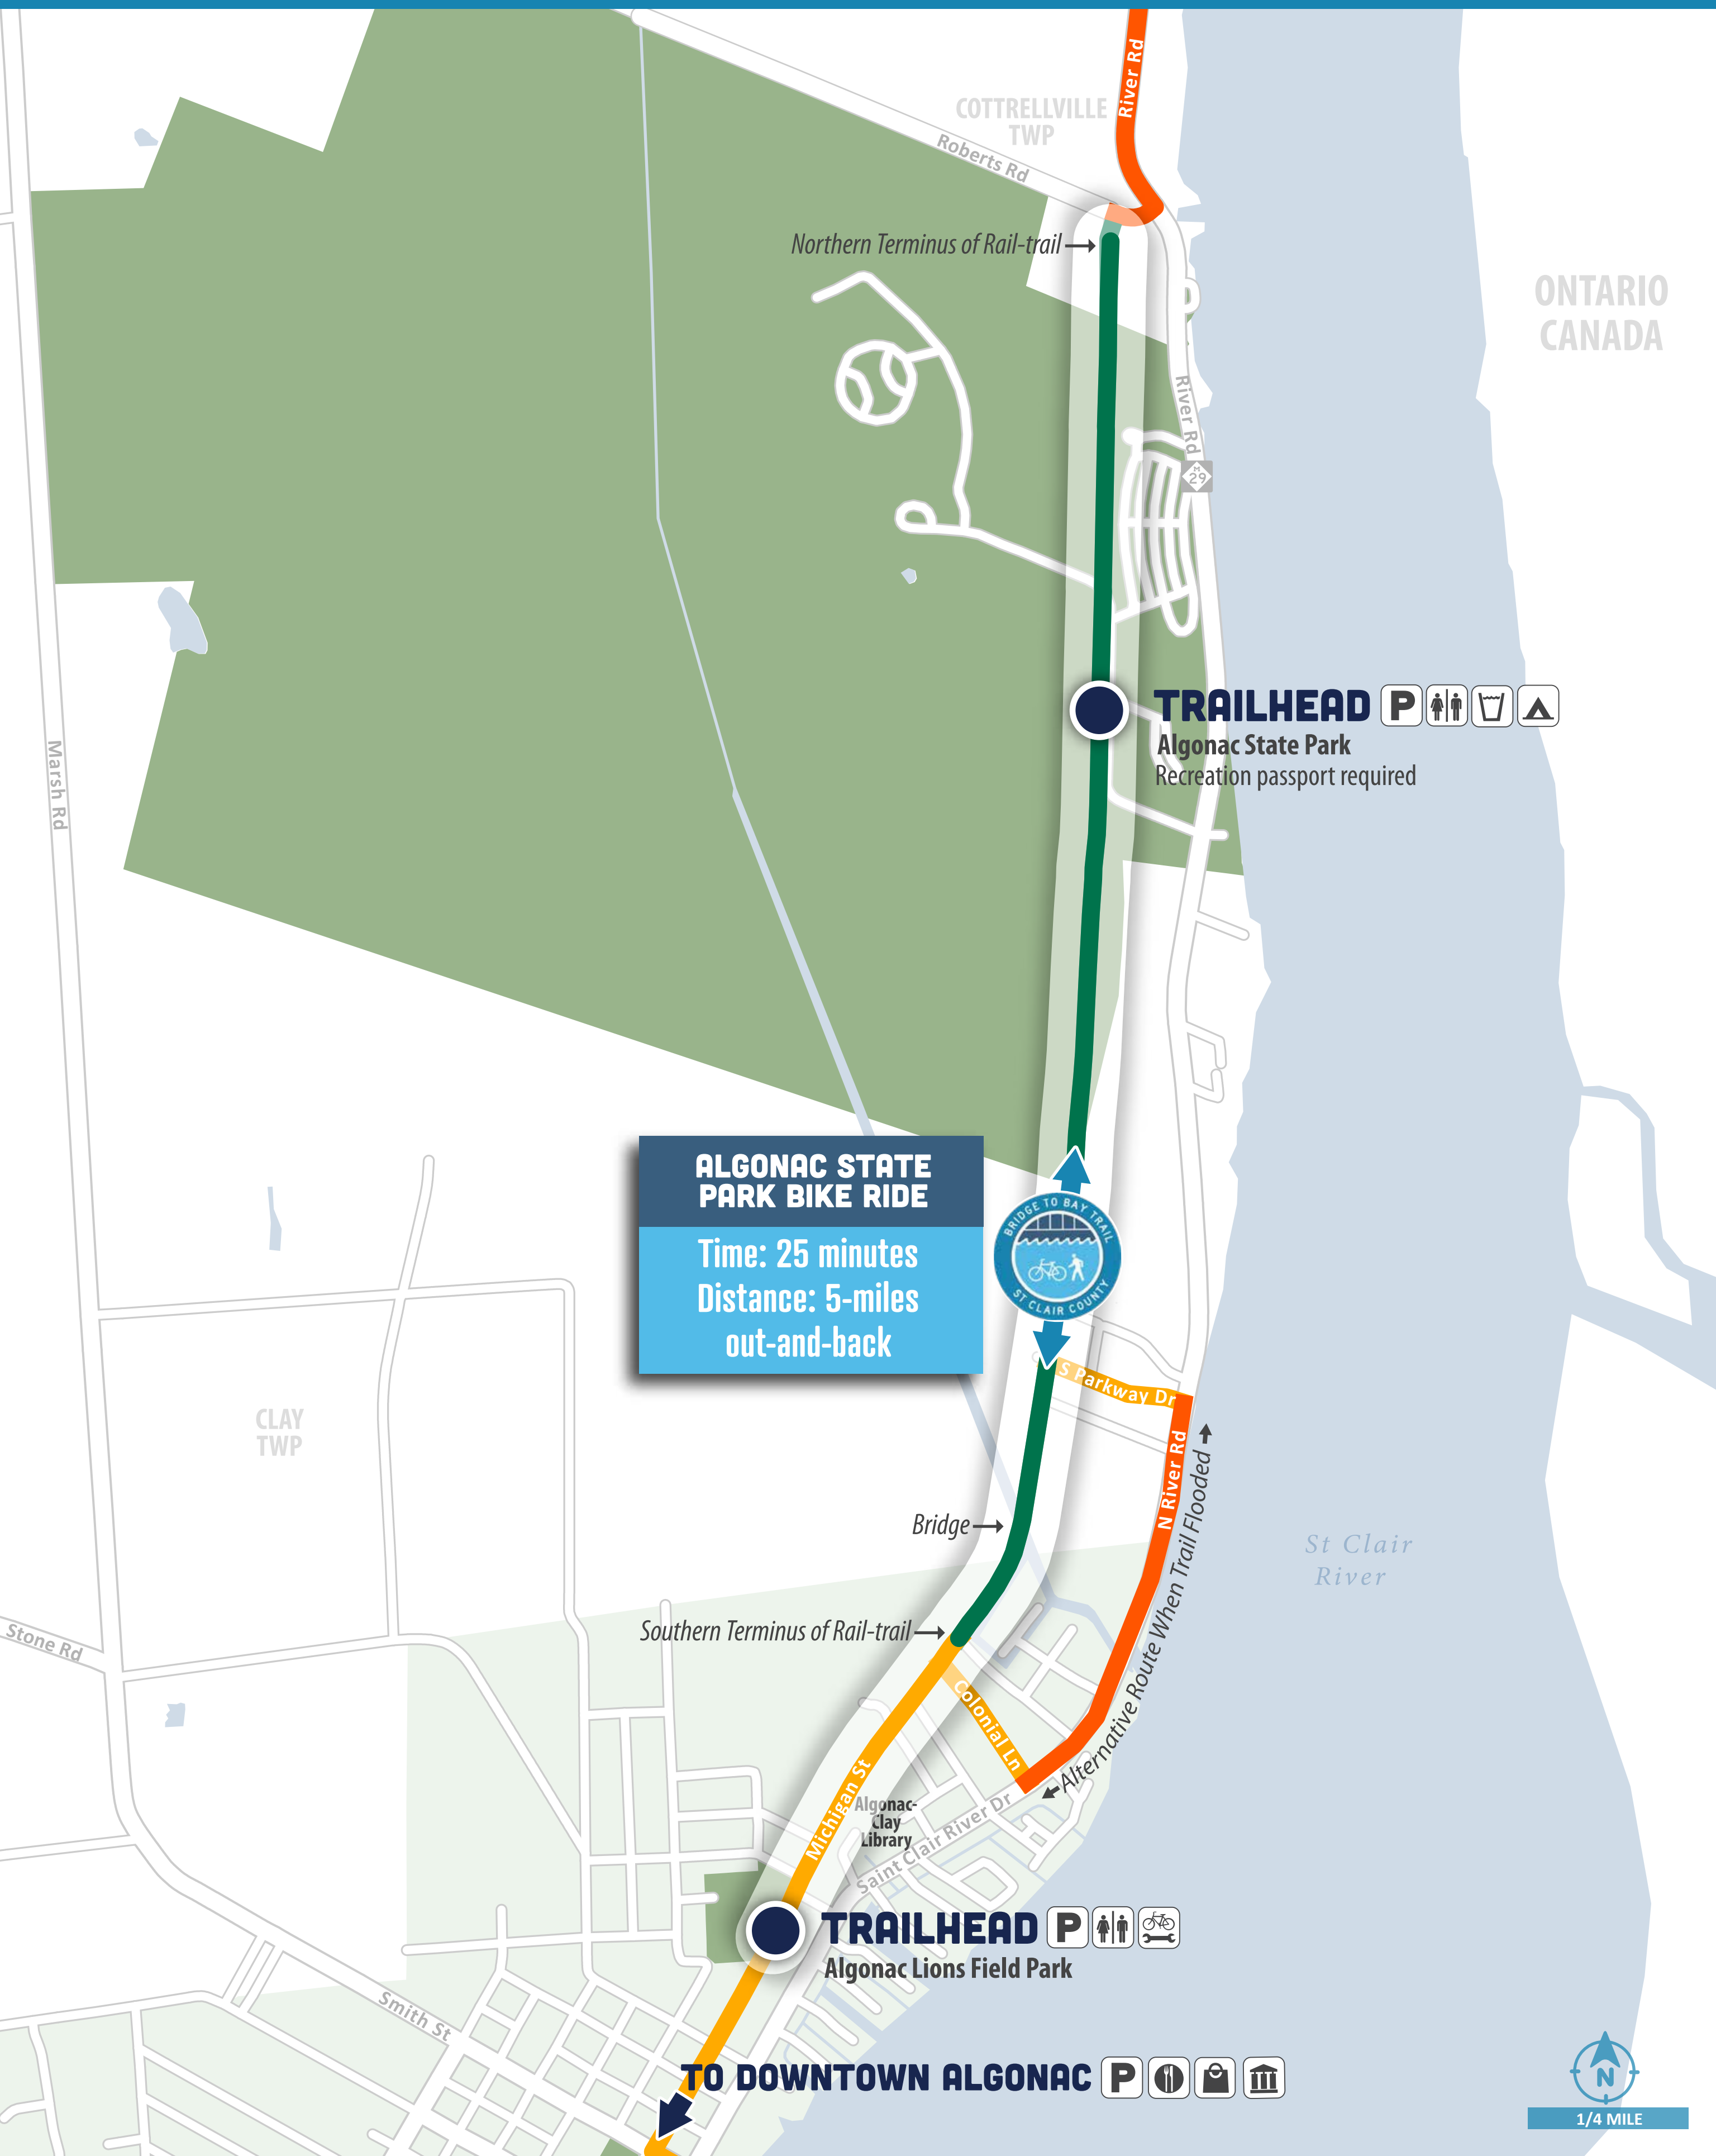 River Rd
COTTRELLVILLE
TWP
Roberts Rd
Northern Terminus of Rail-trail
ONTARIO
CANADA
River Rd
M
29
TRAILHEAD
P
Algonac State Park
Recreation passport required
Marsh Rd
ALGONAC STATE
PARK BIKE RIDE
Time: 25 minutes
Distance: 5-miles
out-and-back
BRIDGE TO BAY TRAIL
ST CLAIR COUNTY
S Parkway Dr
CLAY
TWP
N River Rd
Alternative Route When Trail Flooded
Bridge
St Clair
River
Southern Terminus of Rail-trail
Stone Rd
Colonial Ln
Michigan St
Algonac-
Clay
Library
Saint Clair River Dr
TRAILHEAD
P
Algonac Lions Field Park
Smith St
TO DOWNTOWN ALGONAC
P
N
1/4 MILE